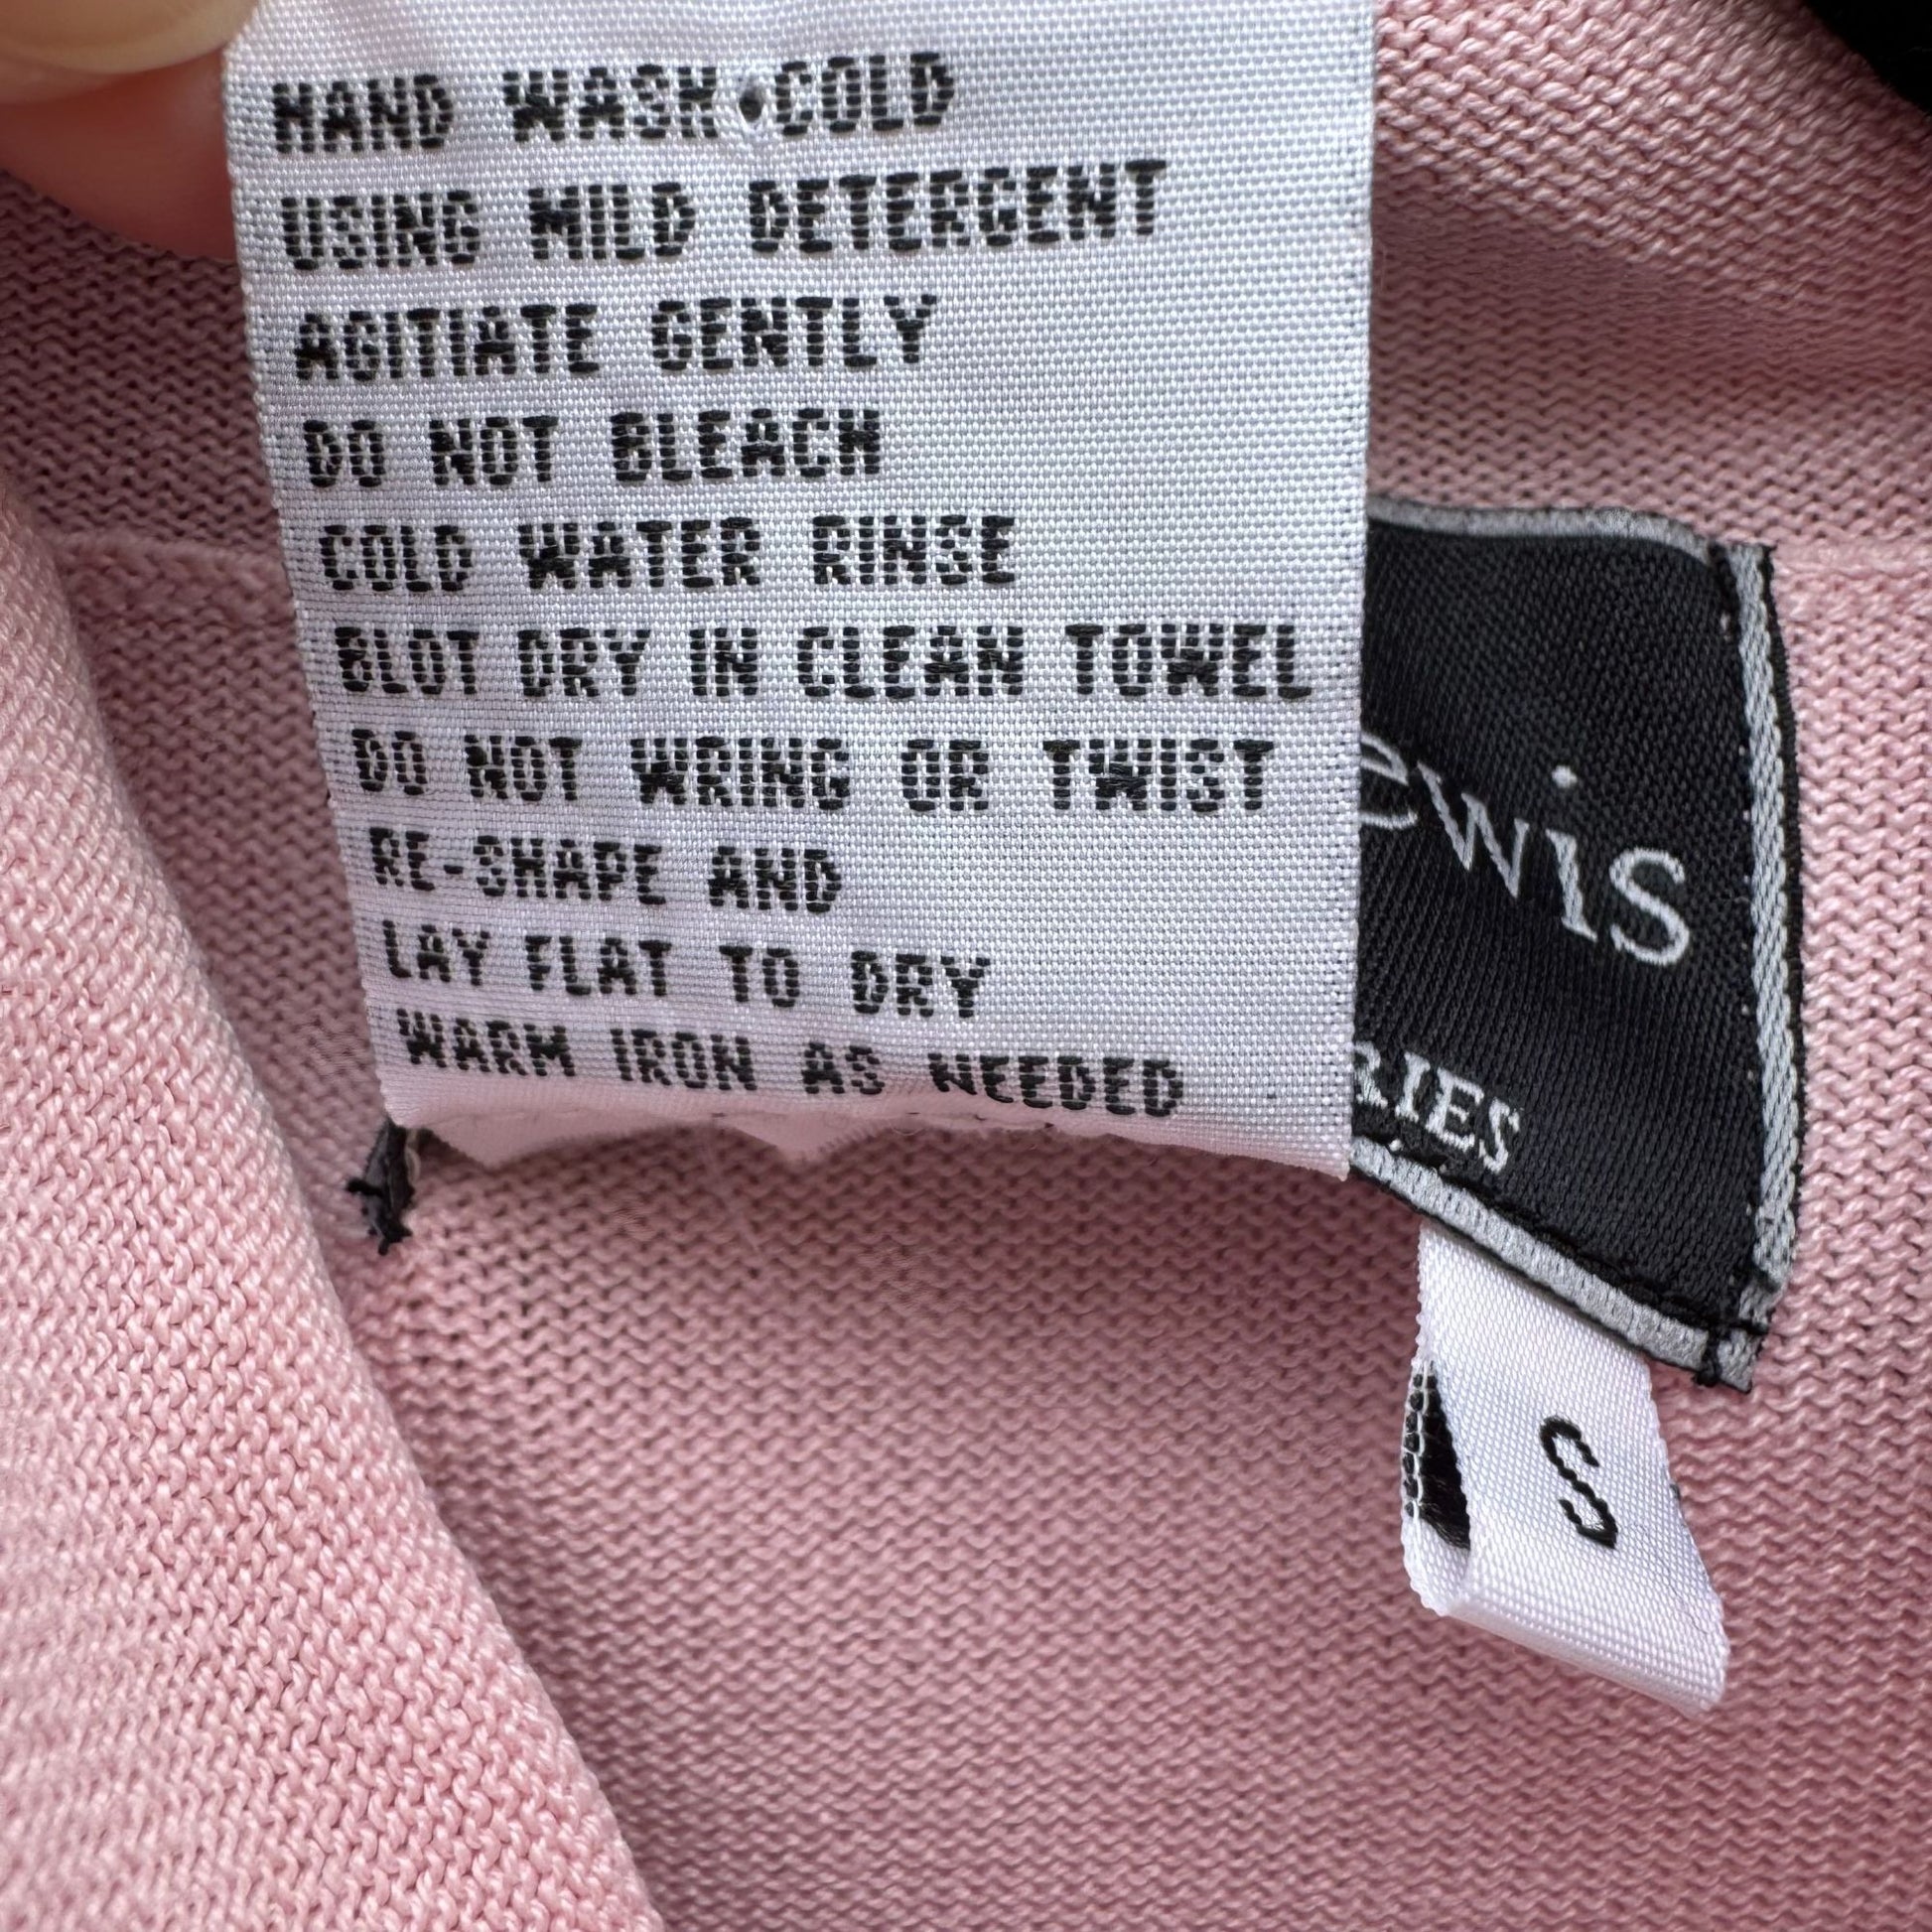 HAND WASH COLD
USING MILD DETERGENT
AGITIATE GENTLY
DO NOT BLEACH
COLD WATER RINSE
BLOT DRY IN CLEAN TOWEL
DO NOT WRING OR TWIST
RE-SHAPE AND
LAY FLAT TO DRY
WARM IRON AS NEEDED
ewis
RIES
S